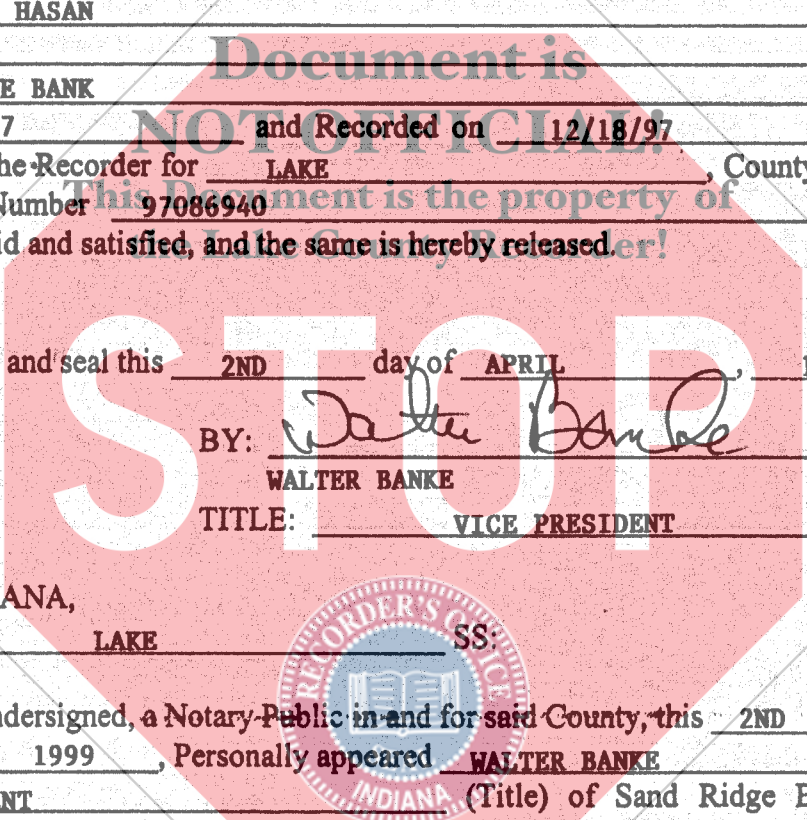 HASAN
Document is
E BANK
NOT OFFICIAL!
7 and Recorded on 12/18/97
he Recorder for LAKE , County
This Document is the property of
Number 97086940
the Lake County Recorder!
id and satisfied, and the same is hereby released.
STOP
and seal this 2ND day of APRIL , 1
BY: Walter Banke
WALTER BANKE
TITLE: VICE PRESIDENT
ANA,
LAKE SS:
RECORDER'S OFFICE
ndersigned, a Notary Public in and for said County, this 2ND
1999 , Personally appeared WALTER BANKE
INDIANA
NT (Title) of Sand Ridge B